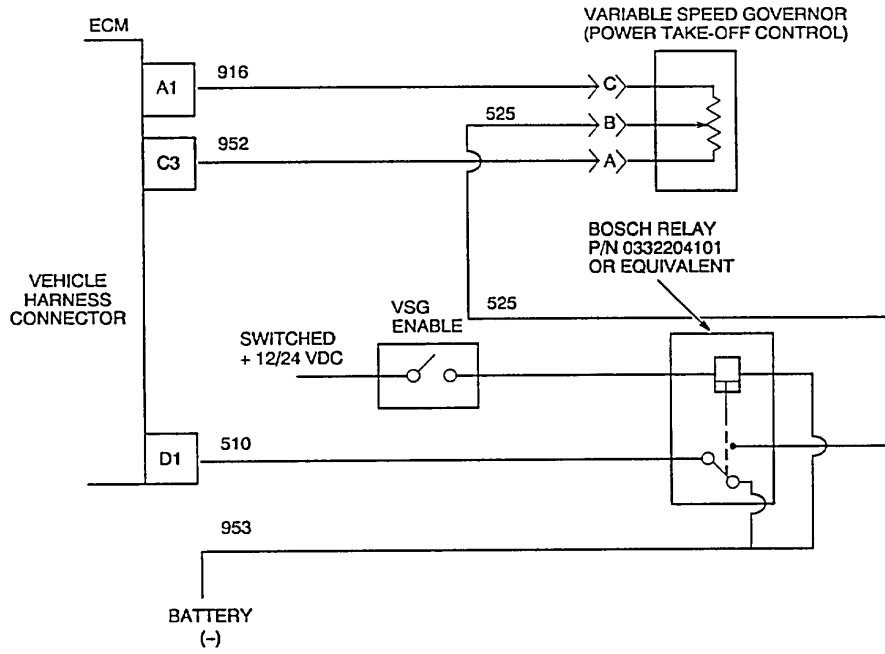 VARIABLE SPEED GOVERNOR
(POWER TAKE-OFF CONTROL)
ECM
A1
916
C
525
B
C3
952
A
BOSCH RELAY
P/N 0332204101
OR EQUIVALENT
VEHICLE
HARNESS
CONNECTOR
VSG
ENABLE
525
SWITCHED
+ 12/24 VDC
D1
510
953
BATTERY
(-)